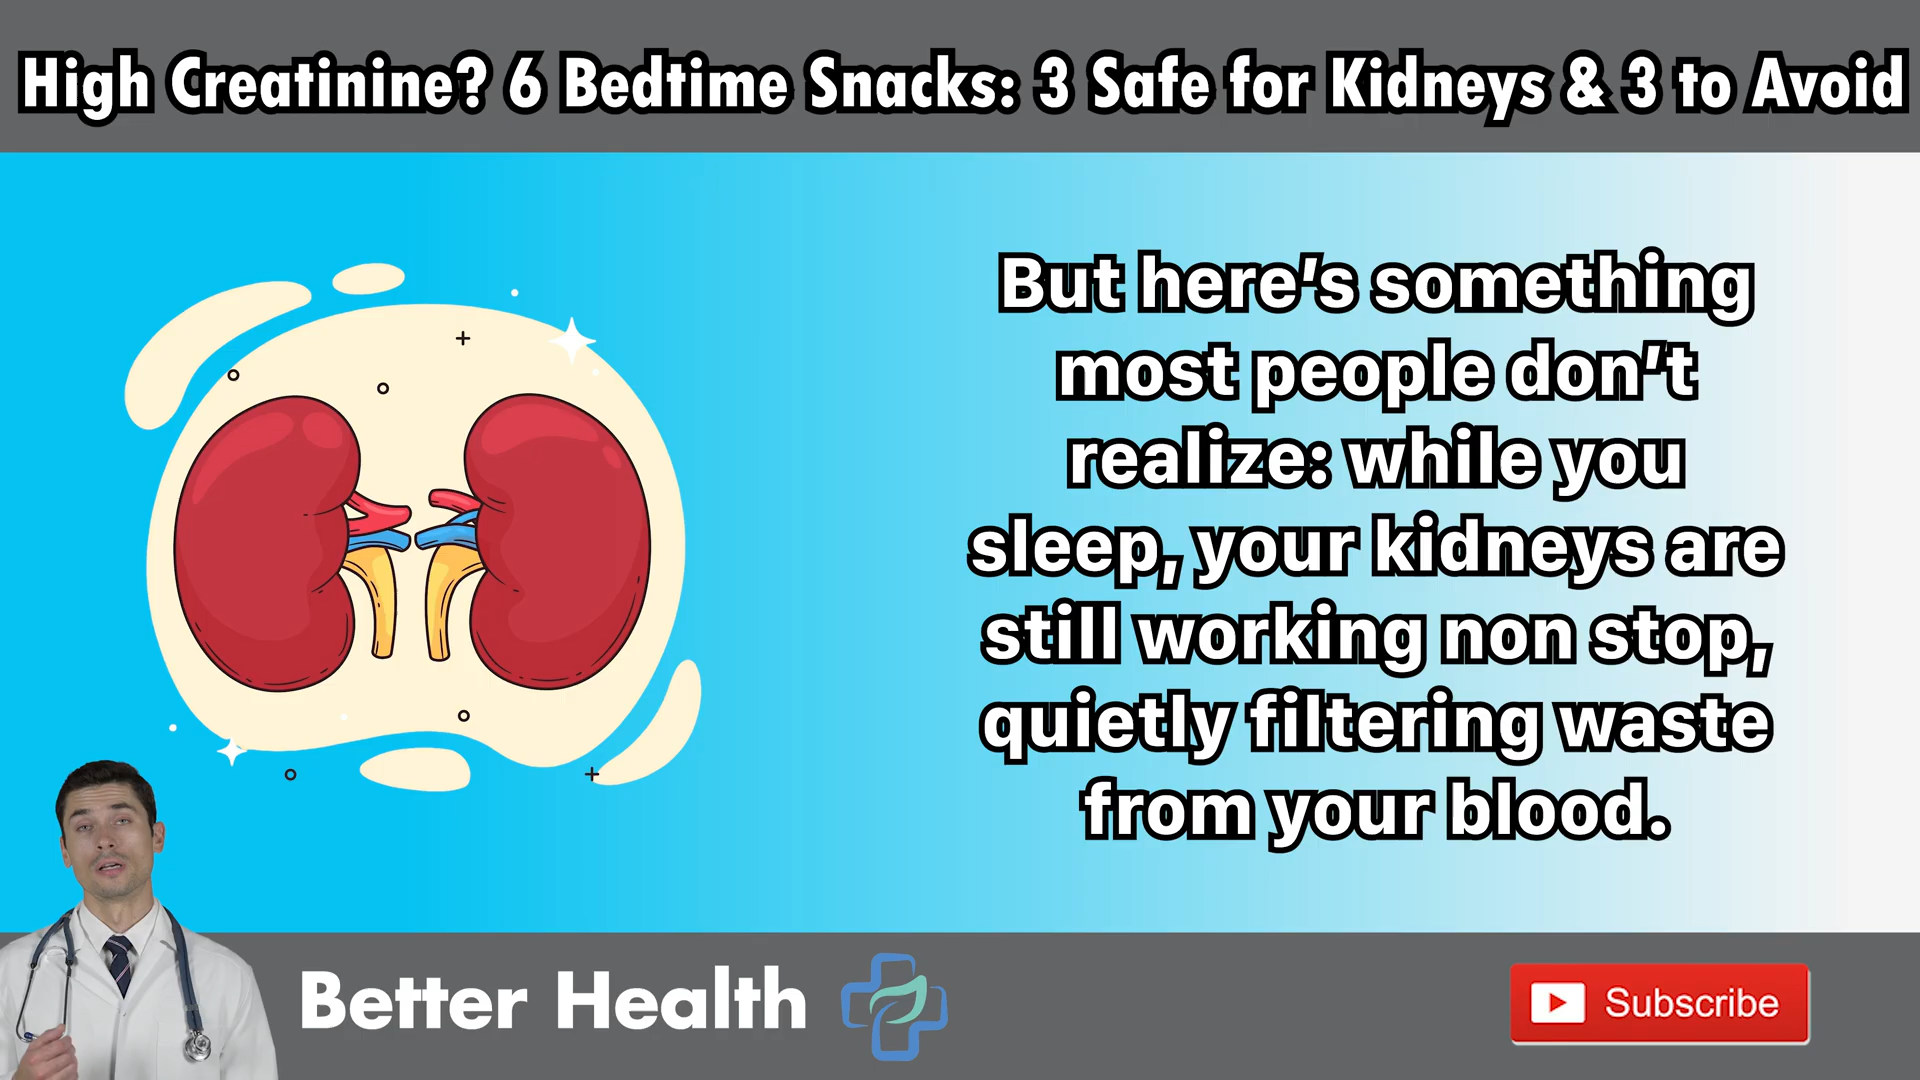 High Creatinine? 6 Bedtime Snacks: 3 Safe for Kidneys & 3 to Avoid
But here's something
most people don't
realize: while you
sleep, your kidneys are
still working non stop,
quietly filtering waste
from your blood.
Better Health
Subscribe